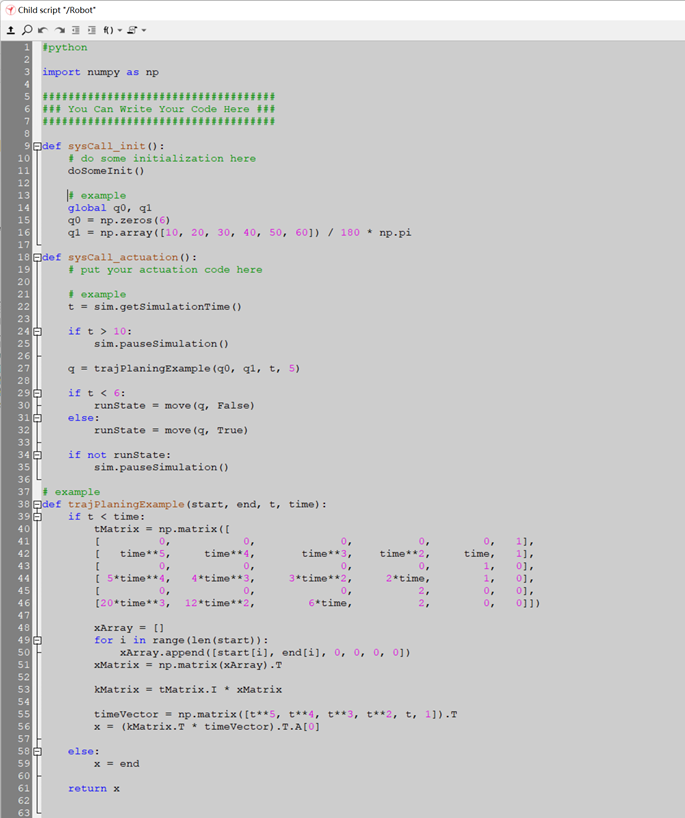 Child script "/Robot"
f()
1 #python
2
3 import numpy as np
4
5 ####################################
6 ### You Can Write Your Code Here ###
7 ####################################
8
9 def sysCall_init():
10     # do some initialization here
11     doSomeInit()
12
13     # example
14     global q0, q1
15     q0 = np.zeros(6)
16     q1 = np.array([10, 20, 30, 40, 50, 60]) / 180 * np.pi
17
18 def sysCall_actuation():
19     # put your actuation code here
20
21     # example
22     t = sim.getSimulationTime()
23
24     if t > 10:
25         sim.pauseSimulation()
26
27     q = trajPlaningExample(q0, q1, t, 5)
28
29     if t < 6:
30         runState = move(q, False)
31     else:
32         runState = move(q, True)
33
34     if not runState:
35         sim.pauseSimulation()
36
37 # example
38 def trajPlaningExample(start, end, t, time):
39     if t < time:
40         tMatrix = np.matrix([
41         [         0,           0,             0,          0,         0,   1],
42         [   time**5,     time**4,       time**3,    time**2,      time,   1],
43         [         0,           0,             0,          0,         1,   0],
44         [ 5*time**4,   4*time**3,     3*time**2,     2*time,         1,   0],
45         [         0,           0,             0,          2,         0,   0],
46         [20*time**3,  12*time**2,        6*time,          2,         0,   0]])
47
48         xArray = []
49         for i in range(len(start)):
50             xArray.append([start[i], end[i], 0, 0, 0, 0])
51         xMatrix = np.matrix(xArray).T
52
53         kMatrix = tMatrix.I * xMatrix
54
55         timeVector = np.matrix([t**5, t**4, t**3, t**2, t, 1]).T
56         x = (kMatrix.T * timeVector).T.A[0]
57
58     else:
59         x = end
60
61     return x
62
63